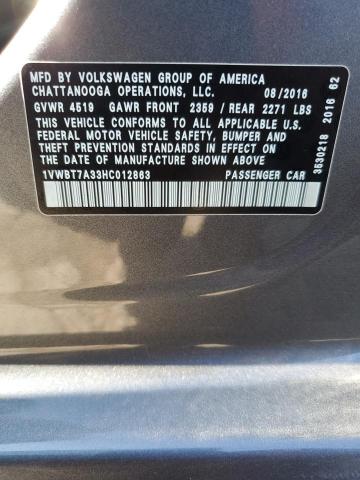 MFD BY VOLKSWAGEN GROUP OF AMERICA
CHATTANOOGA OPERATIONS, LLC. 08/2016
GVWR 4519 GAWR FRONT 2359 / REAR 2271 LBS
THIS VEHICLE CONFORMS TO ALL APPLICABLE U.S.
FEDERAL MOTOR VEHICLE SAFETY, BUMPER AND
THEFT PREVENTION STANDARDS IN EFFECT ON
THE DATE OF MANUFACTURE SHOWN ABOVE.
1VWBT7A33HC012863 PASSENGER CAR
3530218 2016 62